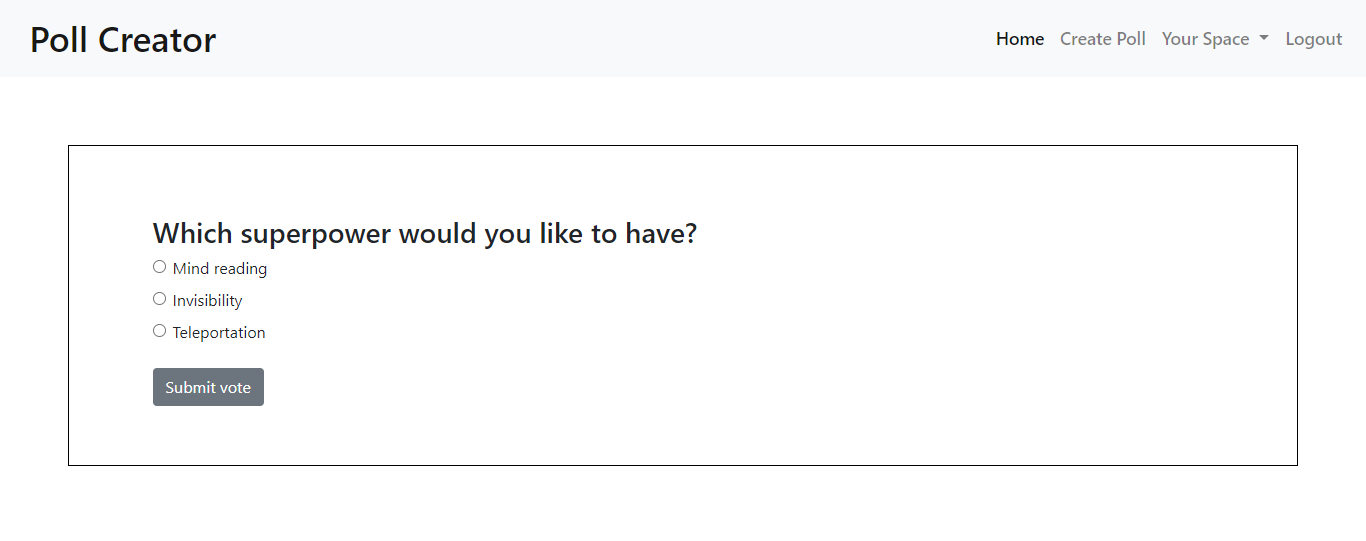 Poll Creator
Home Create Poll Your Space Logout
Which superpower would you like to have?
Mind reading
Invisibility
Teleportation
Submit vote